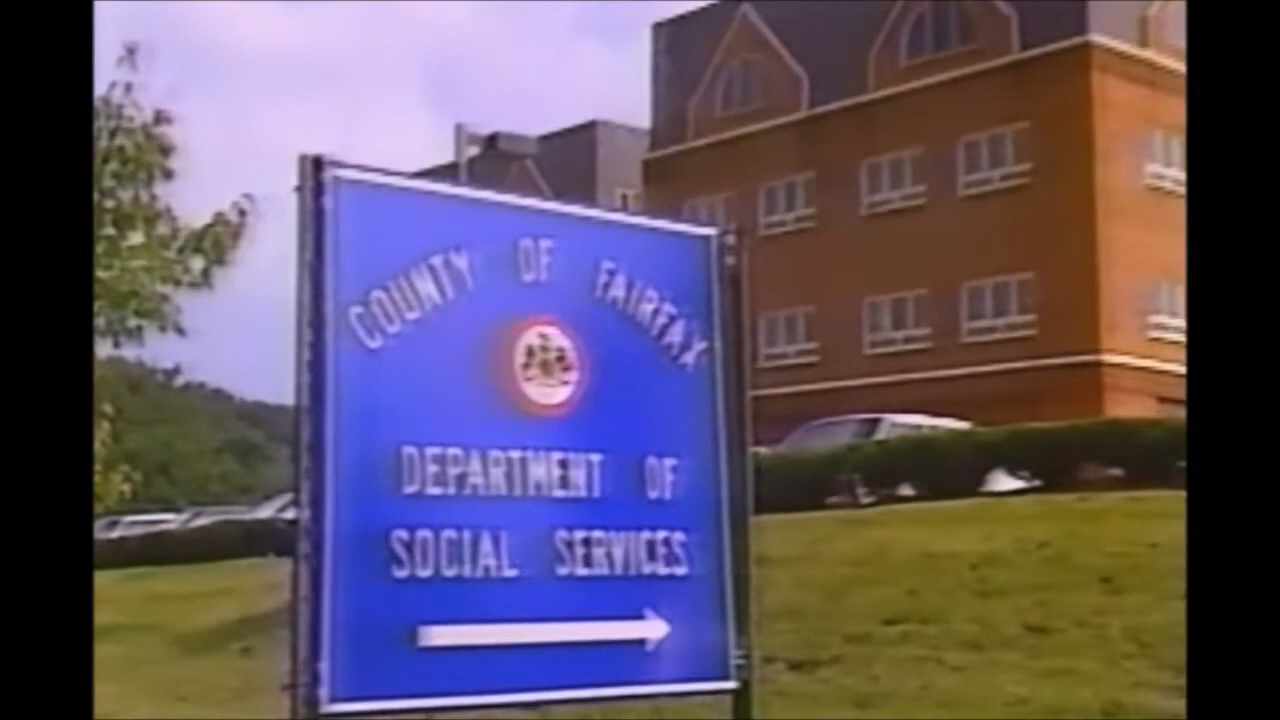 COUNTY OF FAIRFAX
DEPARTMENT OF
SOCIAL SERVICES